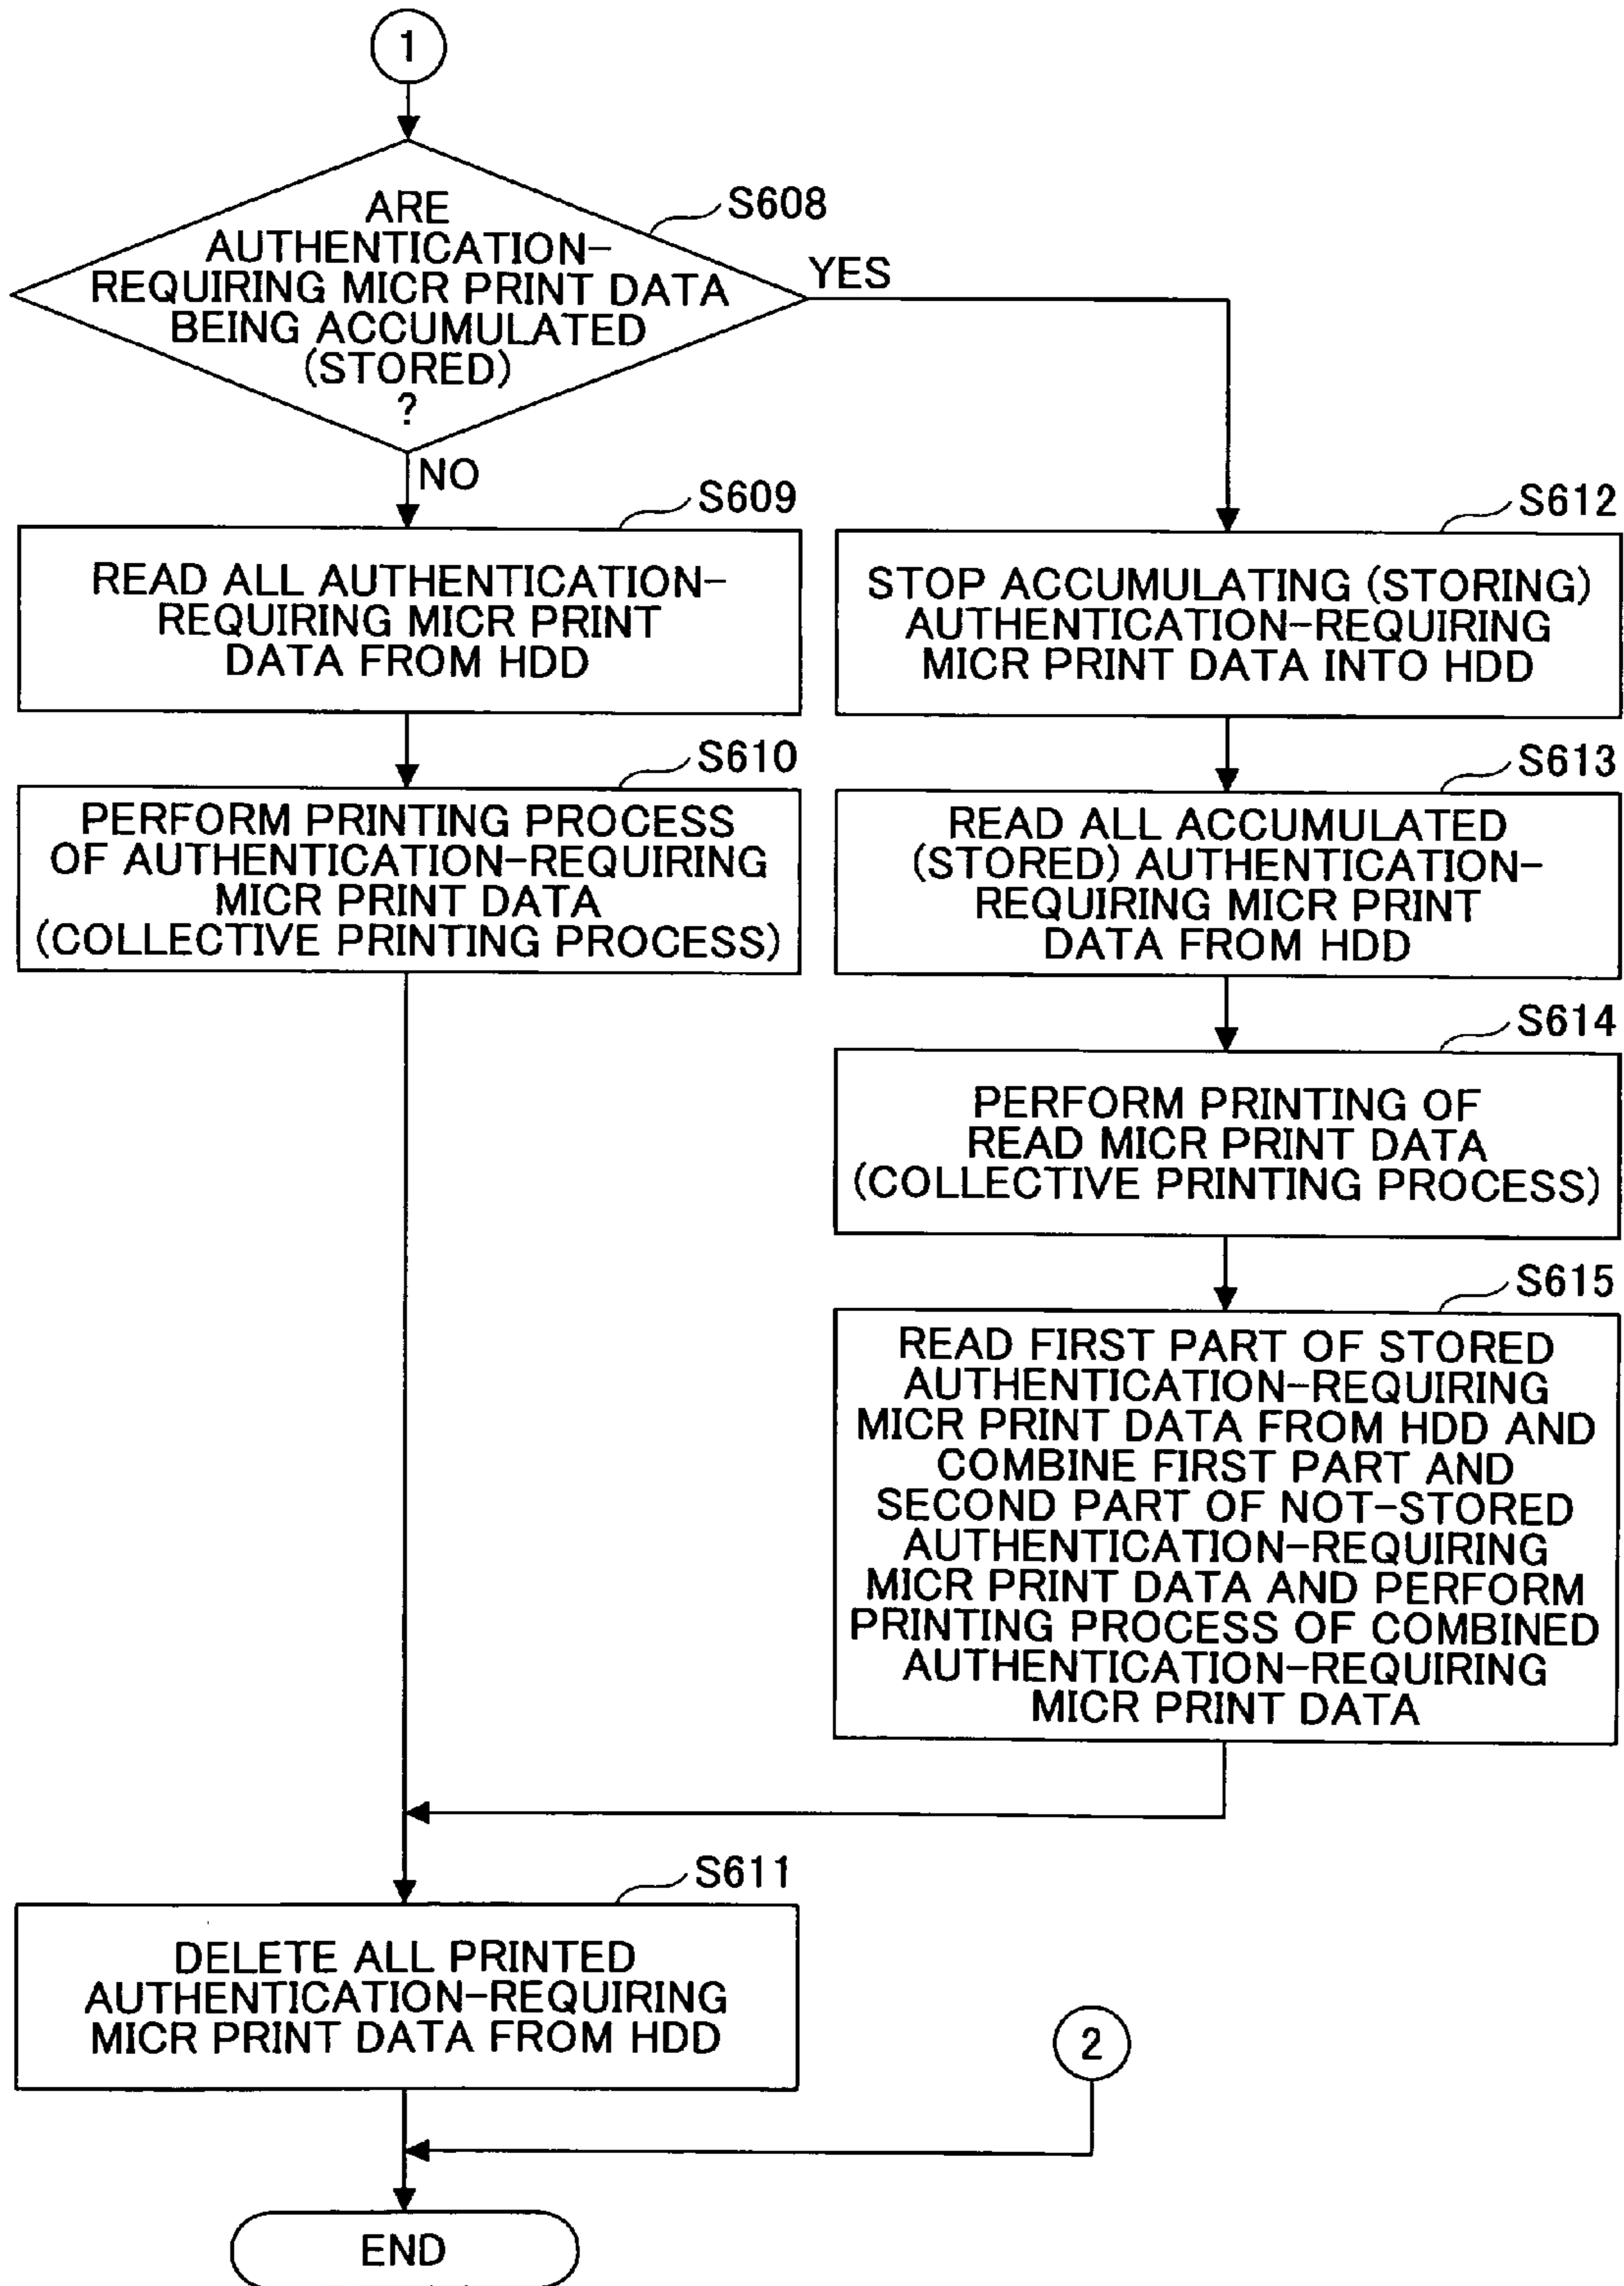 1
ARE
AUTHENTICATION-
REQUIRING MICR PRINT DATA
BEING ACCUMULATED
(STORED)
?
S608
YES
NO
S609
READ ALL AUTHENTICATION-
REQUIRING MICR PRINT
DATA FROM HDD
S610
PERFORM PRINTING PROCESS
OF AUTHENTICATION-REQUIRING
MICR PRINT DATA
(COLLECTIVE PRINTING PROCESS)
S612
STOP ACCUMULATING (STORING)
AUTHENTICATION-REQUIRING
MICR PRINT DATA INTO HDD
S613
READ ALL ACCUMULATED
(STORED) AUTHENTICATION-
REQUIRING MICR PRINT
DATA FROM HDD
S614
PERFORM PRINTING OF
READ MICR PRINT DATA
(COLLECTIVE PRINTING PROCESS)
S615
READ FIRST PART OF STORED
AUTHENTICATION-REQUIRING
MICR PRINT DATA FROM HDD AND
COMBINE FIRST PART AND
SECOND PART OF NOT-STORED
AUTHENTICATION-REQUIRING
MICR PRINT DATA AND PERFORM
PRINTING PROCESS OF COMBINED
AUTHENTICATION-REQUIRING
MICR PRINT DATA
S611
DELETE ALL PRINTED
AUTHENTICATION-REQUIRING
MICR PRINT DATA FROM HDD
2
END